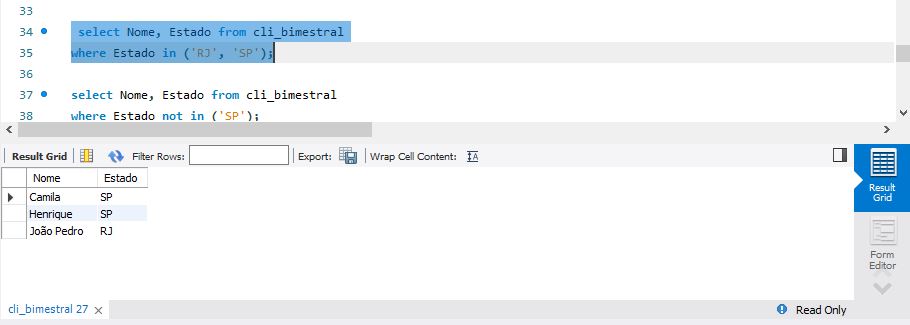 33
34 select Nome, Estado from cli_bimestral
35 where Estado in ('RJ', 'SP');
36
37 select Nome, Estado from cli_bimestral
38 where Estado not in ('SP');
Result Grid Filter Rows: Export: Wrap Cell Content: IA
Nome Estado
Camila SP
Henrique SP
João Pedro RJ
Result
Grid
Form
Editor
cli_bimestral 27 × Read Only